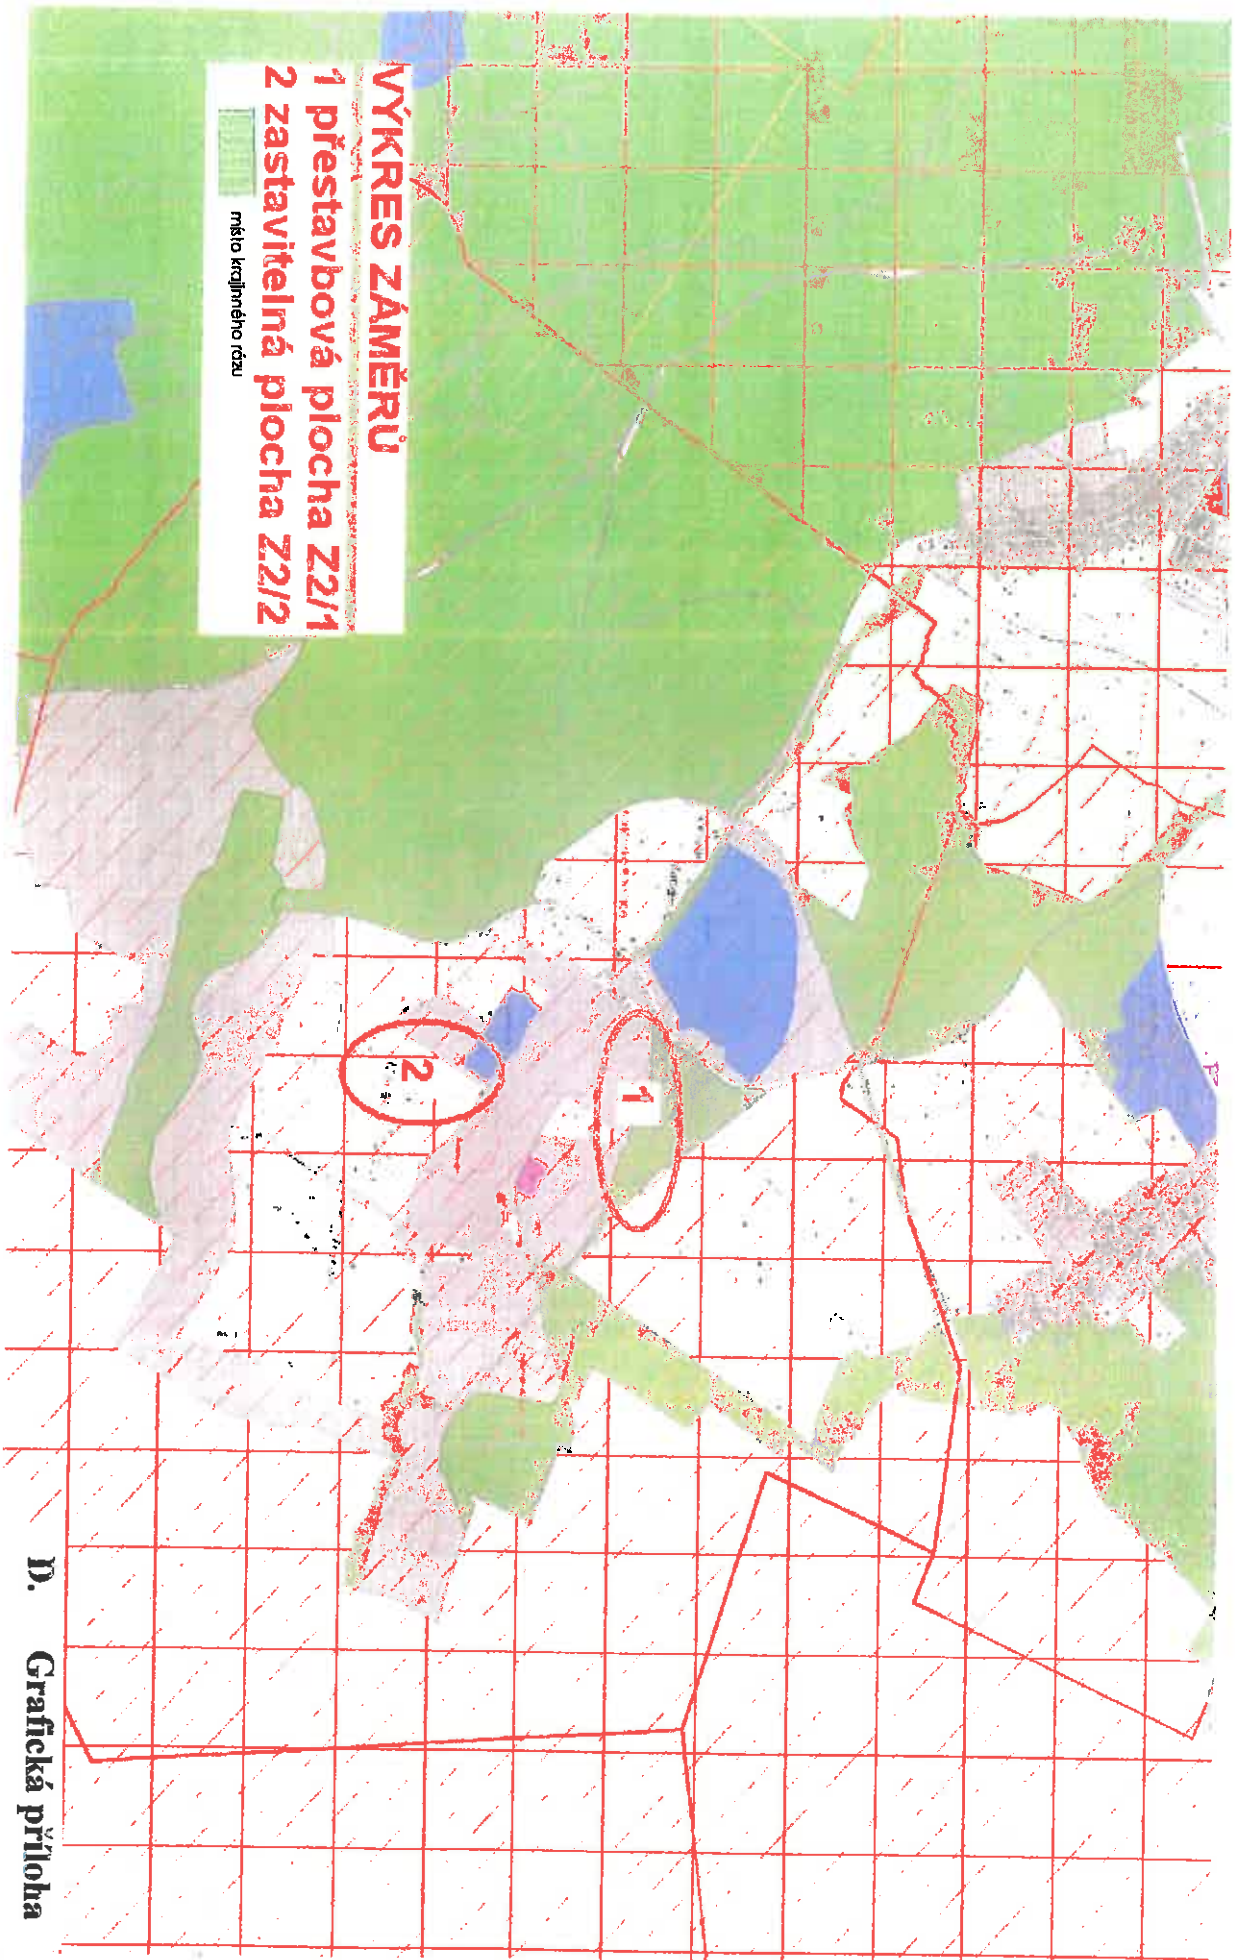 D. Grafická příloha
VÝKRES ZÁMĚRŮ
1 přestavbová plocha Z2/1
2 zastavitelná plocha Z2/2
místo krajinného rázu
1
2